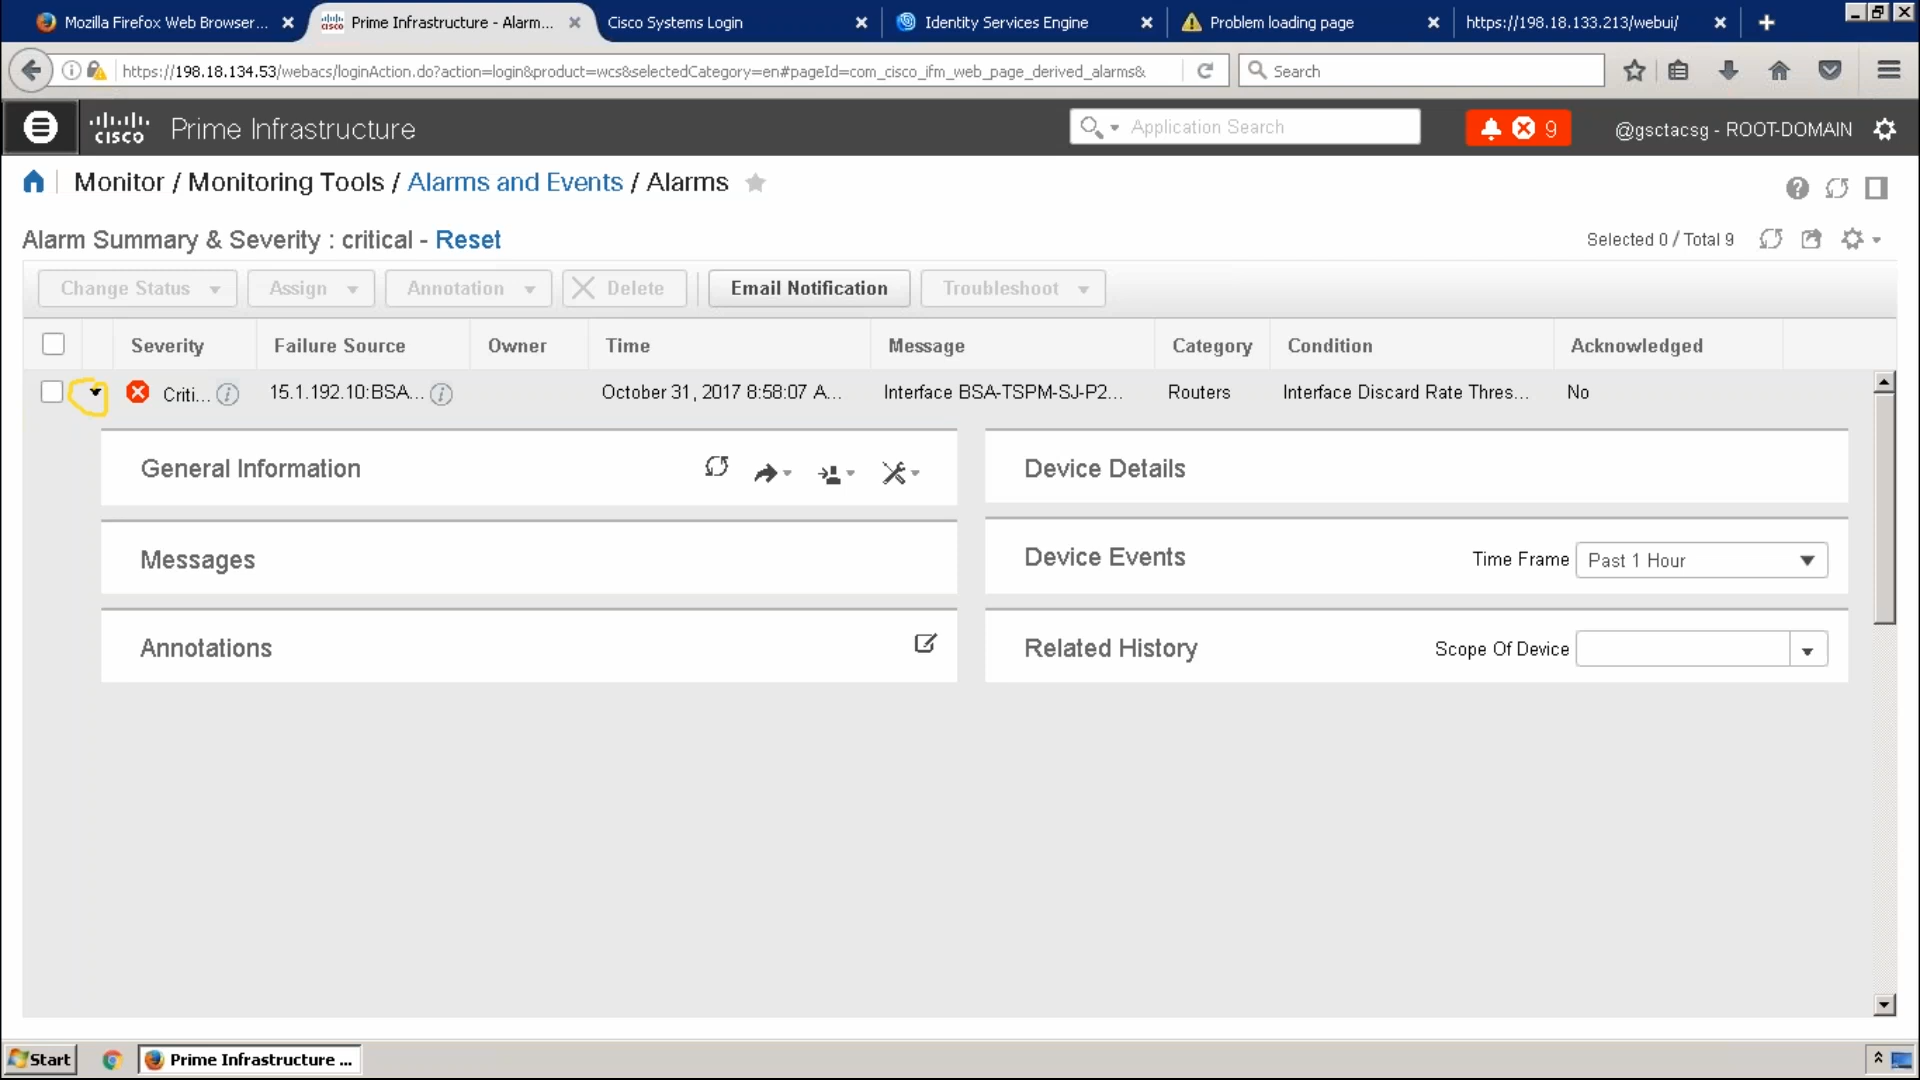 Mozilla Firefox Web Browser...
Prime Infrastructure - Alarm...
Cisco Systems Login
Identity Services Engine
Problem loading page
https://198.18.133.213/webui/
https://198.18.134.53/webacs/loginAction.do?action=login&product=wcs&selectedCategory=en#pageId=com_cisco_ifm_web_page_derived_alarms&
Search
CISCO
Prime Infrastructure
Application Search
9
@gsctacsg - ROOT-DOMAIN
Monitor / Monitoring Tools / Alarms and Events / Alarms
Alarm Summary & Severity : critical - Reset
Selected 0 / Total 9
Change Status
Assign
Annotation
Delete
Email Notification
Troubleshoot
Severity
Failure Source
Owner
Time
Message
Category
Condition
Acknowledged
Criti...
15.1.192.10:BSA...
October 31, 2017 8:58:07 A...
Interface BSA-TSPM-SJ-P2...
Routers
Interface Discard Rate Thres...
No
General Information
Device Details
Messages
Device Events
Time Frame
Past 1 Hour
Annotations
Related History
Scope Of Device
Start
Prime Infrastructure ...